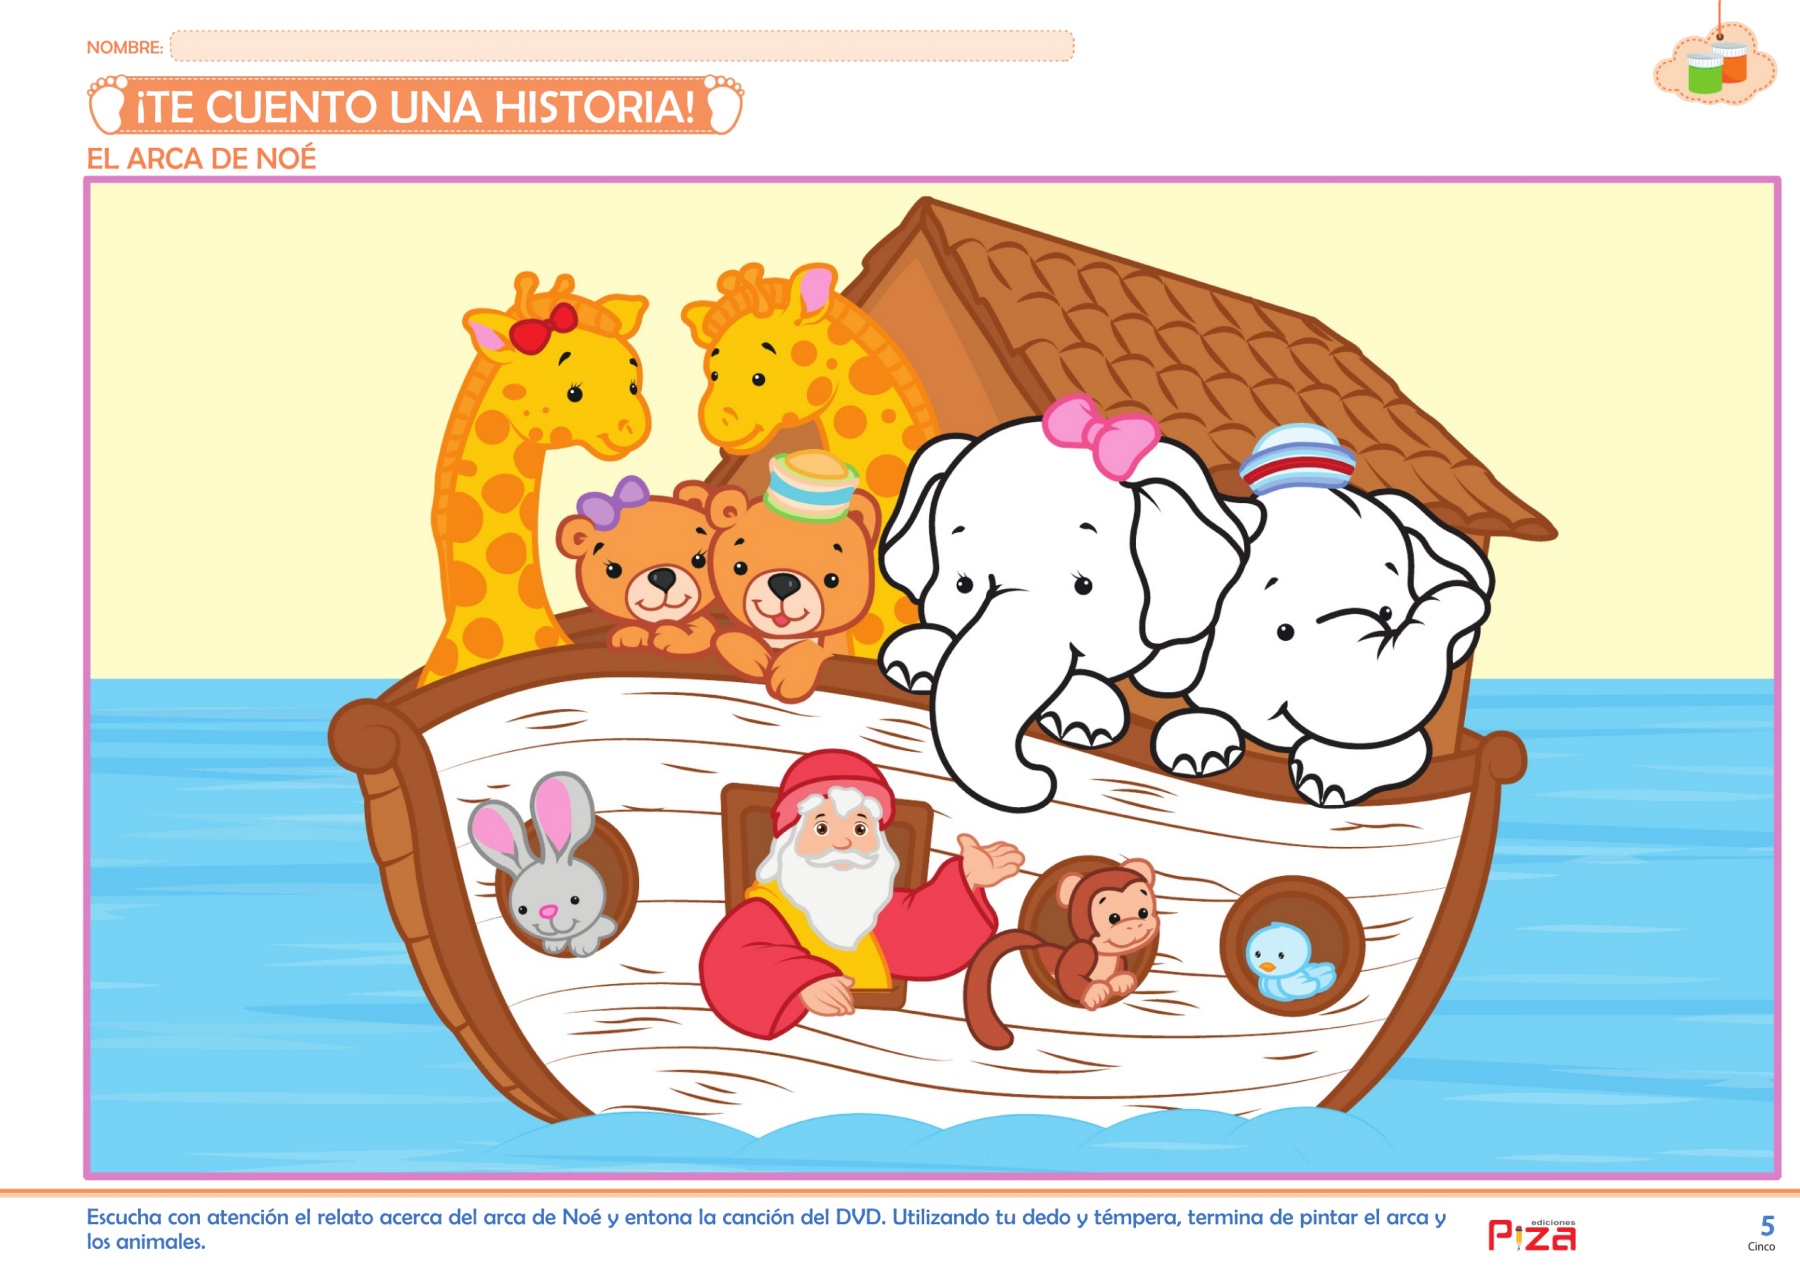 NOMBRE:
¡TE CUENTO UNA HISTORIA!
EL ARCA DE NOÉ
Escucha con atención el relato acerca del arca de Noé y entona la canción del DVD. Utilizando tu dedo y témpera, termina de pintar el arca y
los animales.
ediciones
Piza
5
Cinco